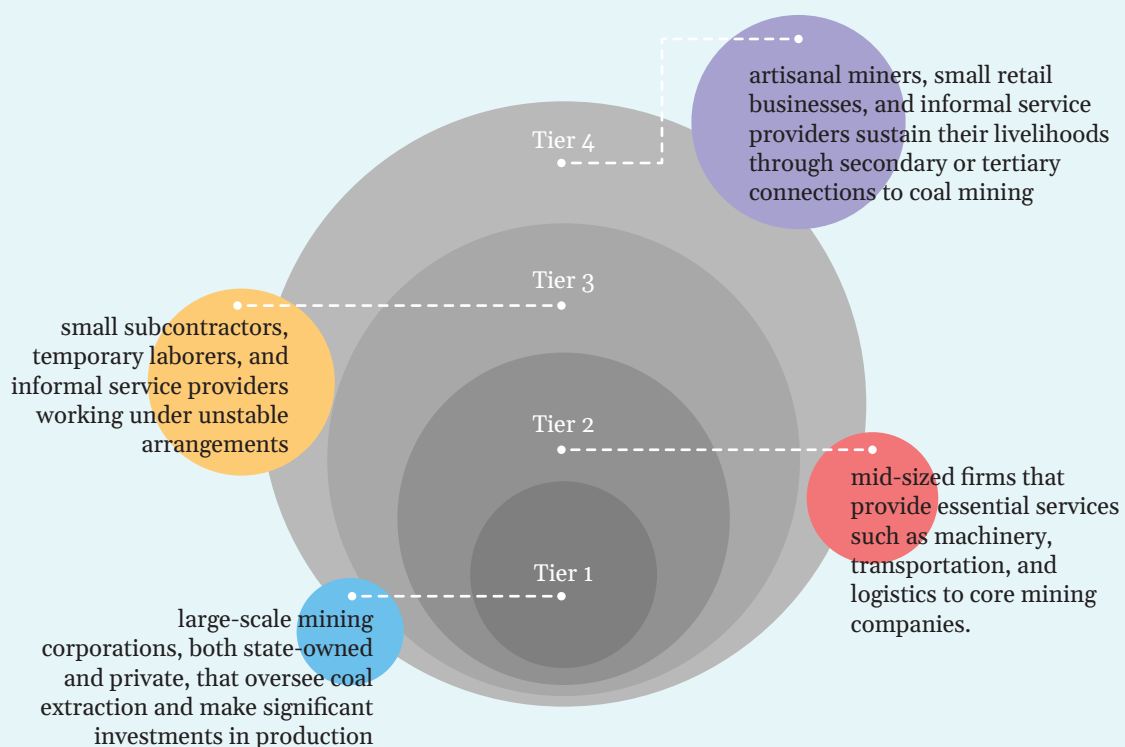 artisanal miners, small retail
businesses, and informal service
providers sustain their livelihoods
through secondary or tertiary
connections to coal mining
Tier 4
Tier 3
small subcontractors,
temporary laborers, and
informal service providers
working under unstable
arrangements
Tier 2
mid-sized firms that
provide essential services
such as machinery,
transportation, and
logistics to core mining
companies.
Tier 1
large-scale mining
corporations, both state-owned
and private, that oversee coal
extraction and make significant
investments in production